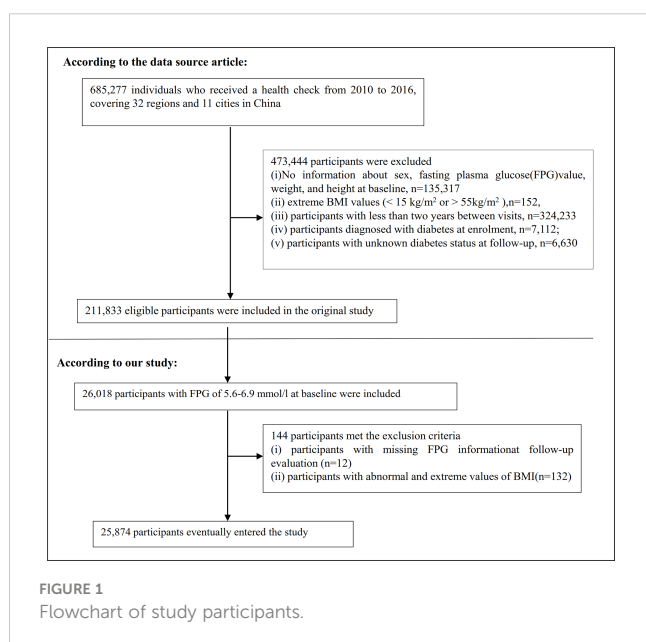 According to the data source article:
685,277 individuals who received a health check from 2010 to 2016,
covering 32 regions and 11 cities in China
473,444 participants were excluded
(i)No information about sex, fasting plasma glucose(FPG)value,
weight, and height at baseline, n=135,317
(ii) extreme BMI values (< 15 kg/m² or > 55kg/m² ),n=152,
(iii) participants with less than two years between visits, n=324,233
(iv) participants diagnosed with diabetes at enrolment, n=7,112;
(v) participants with unknown diabetes status at follow-up, n=6,630
211,833 eligible participants were included in the original study
According to our study:
26,018 participants with FPG of 5.6-6.9 mmol/l at baseline were included
144 participants met the exclusion criteria
(i) participants with missing FPG informationat follow-up
evaluation (n=12)
(ii) participants with abnormal and extreme values of BMI(n=132)
25,874 participants eventually entered the study
FIGURE 1
Flowchart of study participants.